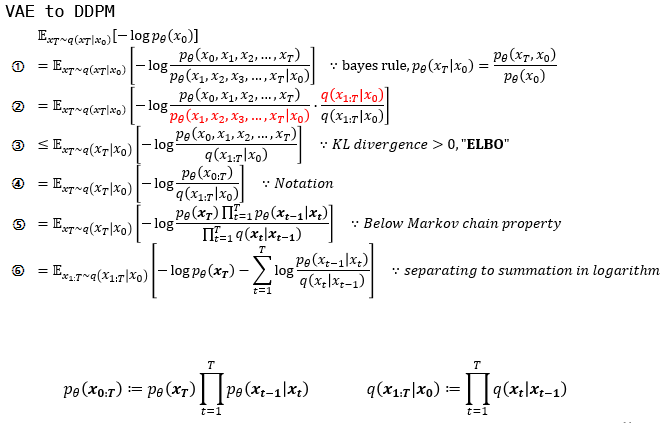 VAE to DDPM
𝔼_{x_T~q(x_T|x_0)}[−log p_θ(x_0)]
① = 𝔼_{x_T~q(x_T|x_0)}[−log p_θ(x_0, x_1, x_2, …, x_T) / p_θ(x_1, x_2, x_3, …, x_T|x_0)] ∵ bayes rule, p_θ(x_T|x_0) = p_θ(x_T, x_0) / p_θ(x_0)
② = 𝔼_{x_T~q(x_T|x_0)}[−log p_θ(x_0, x_1, x_2, …, x_T) / p_θ(x_1, x_2, x_3, …, x_T|x_0) · q(x_{1:T}|x_0) / q(x_{1:T}|x_0)]
③ ≤ 𝔼_{x_T~q(x_T|x_0)}[−log p_θ(x_0, x_1, x_2, …, x_T) / q(x_{1:T}|x_0)] ∵ KL divergence > 0, "ELBO"
④ = 𝔼_{x_T~q(x_T|x_0)}[−log p_θ(x_{0:T}) / q(x_{1:T}|x_0)] ∵ Notation
⑤ = 𝔼_{x_T~q(x_T|x_0)}[−log p_θ(x_T) ∏_{t=1}^{T} p_θ(x_{t−1}|x_t) / ∏_{t=1}^{T} q(x_t|x_{t−1})] ∵ Below Markov chain property
⑥ = 𝔼_{x_{1:T}~q(x_{1:T}|x_0)}[−log p_θ(x_T) − ∑_{t=1}^{T} log p_θ(x_{t−1}|x_t) / q(x_t|x_{t−1})] ∵ separating to summation in logarithm
p_θ(x_{0:T}) ≔ p_θ(x_T) ∏_{t=1}^{T} p_θ(x_{t−1}|x_t) q(x_{1:T}|x_0) ≔ ∏_{t=1}^{T} q(x_t|x_{t−1})